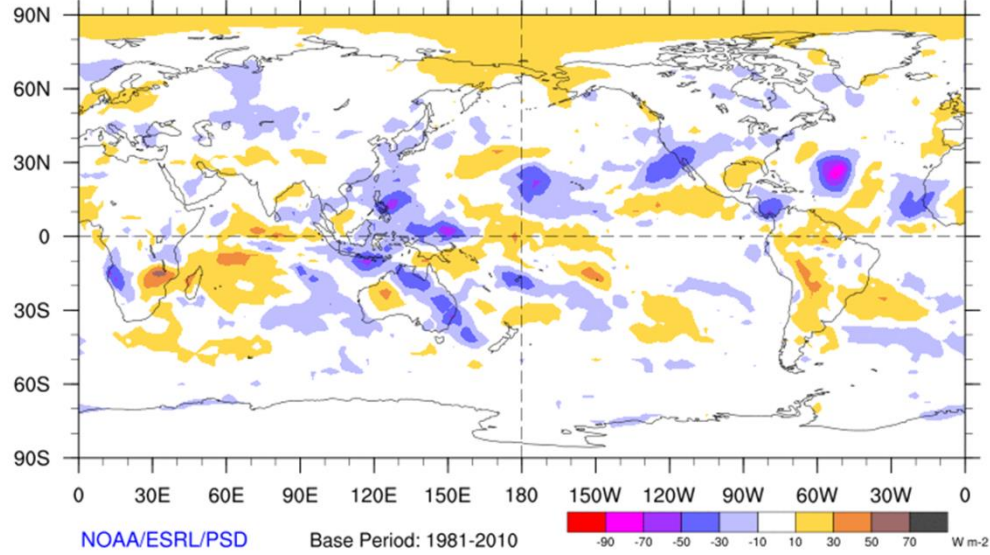 90N
60N
30N
0
30S
60S
90S
0 30E 60E 90E 120E 150E 180 150W 120W 90W 60W 30W 0
NOAA/ESRL/PSD Base Period: 1981-2010
-90 -70 -50 -30 -10 10 30 50 70 W m-2